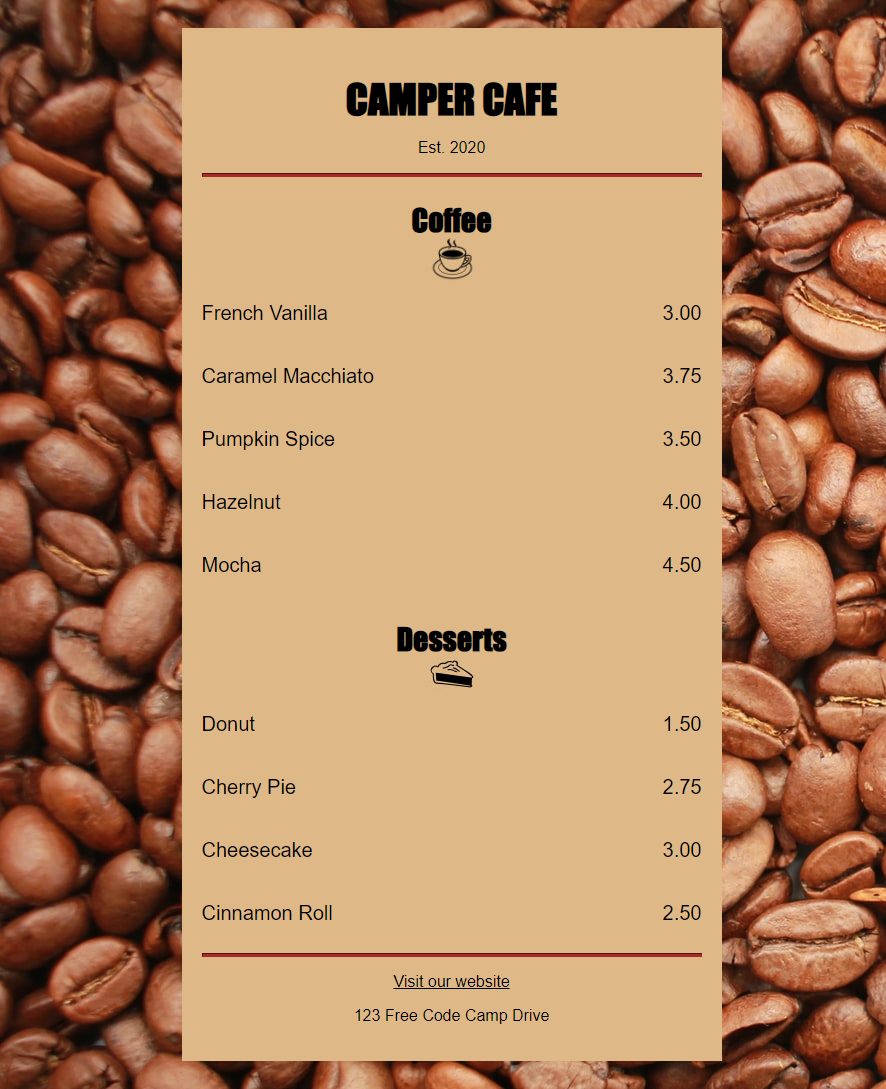 CAMPER CAFE
Est. 2020
Coffee
French Vanilla 3.00
Caramel Macchiato 3.75
Pumpkin Spice 3.50
Hazelnut 4.00
Mocha 4.50
Desserts
Donut 1.50
Cherry Pie 2.75
Cheesecake 3.00
Cinnamon Roll 2.50
Visit our website
123 Free Code Camp Drive